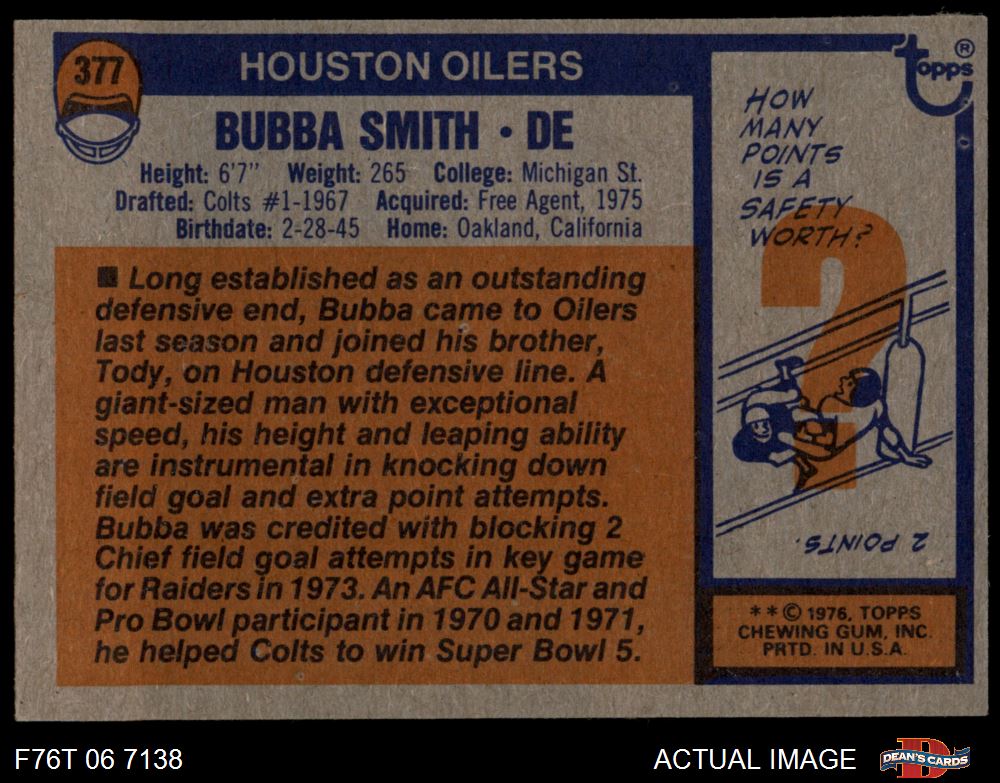 377
HOUSTON OILERS
topps®
BUBBA SMITH • DE
Height: 6'7" Weight: 265 College: Michigan St.
Drafted: Colts #1-1967 Acquired: Free Agent, 1975
Birthdate: 2-28-45 Home: Oakland, California
■ Long established as an outstanding
defensive end, Bubba came to Oilers
last season and joined his brother,
Tody, on Houston defensive line. A
giant-sized man with exceptional
speed, his height and leaping ability
are instrumental in knocking down
field goal and extra point attempts.
Bubba was credited with blocking 2
Chief field goal attempts in key game
for Raiders in 1973. An AFC All-Star and
Pro Bowl participant in 1970 and 1971,
he helped Colts to win Super Bowl 5.
HOW
MANY
POINTS
IS A
SAFETY
WORTH?
?
2 POINTS.
**© 1976, TOPPS
CHEWING GUM, INC.
PRTD. IN U.S.A.
F76T 06 7138
ACTUAL IMAGE
D
DEAN'S CARDS